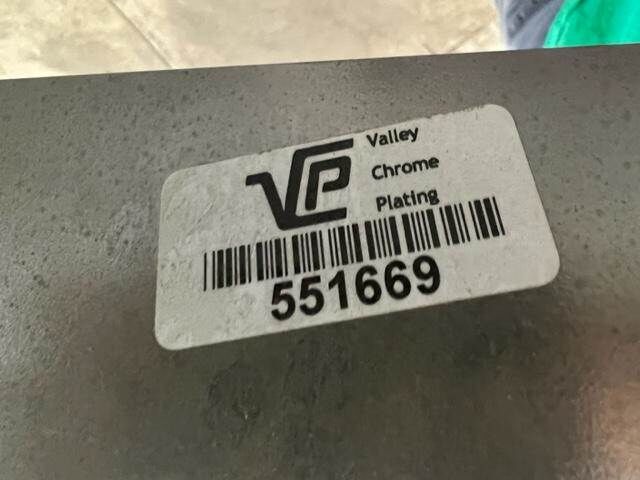 VCP
Valley
Chrome
Plating
551669